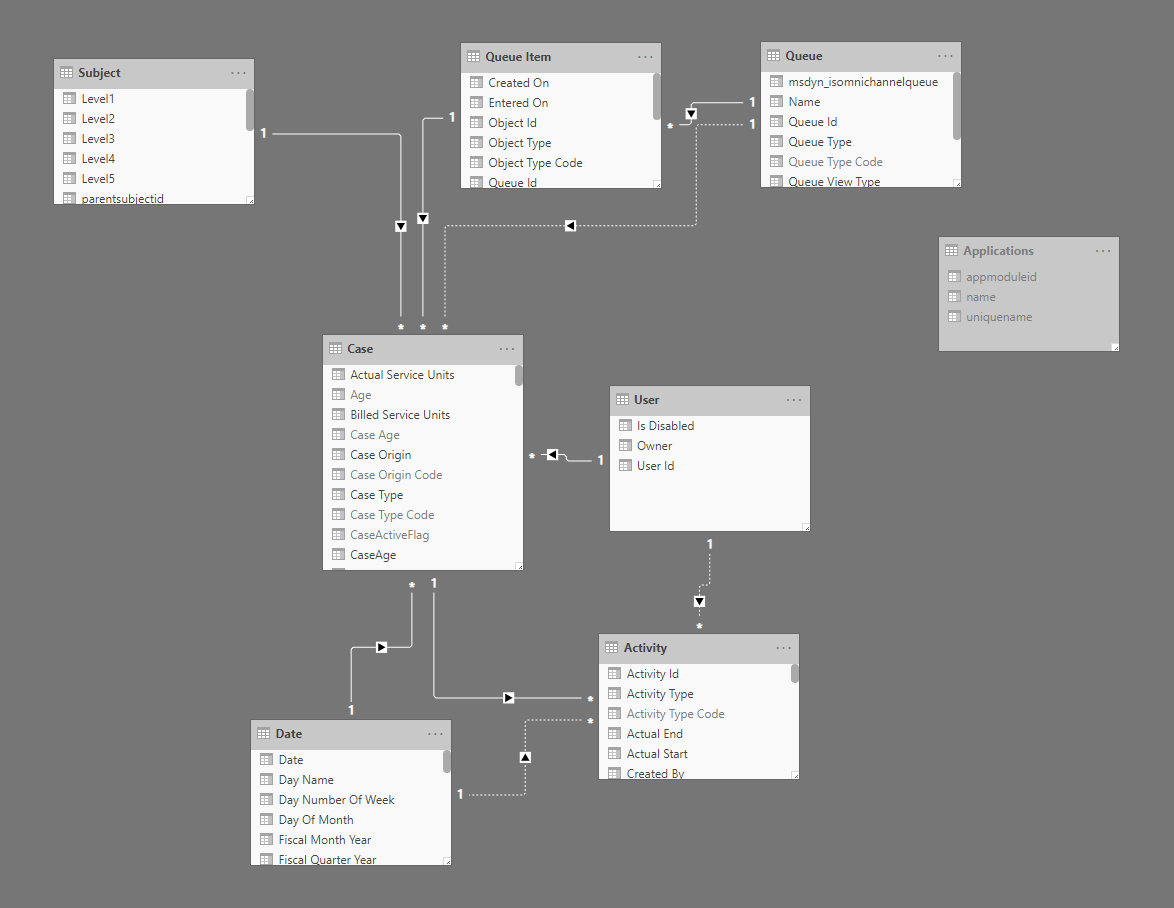 Subject
Level1
Level2
Level3
Level4
Level5
parentsubjectid
1
Queue Item
Created On
Entered On
Object Id
Object Type
Object Type Code
Queue Id
1
*
Queue
msdyn_isomnichannelqueue
Name
Queue Id
Queue Type
Queue Type Code
Queue View Type
1
1
Applications
appmoduleid
name
uniquename
* * *
Case
Actual Service Units
Age
Billed Service Units
Case Age
Case Origin
Case Origin Code
Case Type
Case Type Code
CaseActiveFlag
CaseAge
* 1
User
Is Disabled
Owner
User Id
* 1
1
*
Activity
Activity Id
Activity Type
Activity Type Code
Actual End
Actual Start
Created By
*
*
1
Date
Date
Day Name
Day Number Of Week
Day Of Month
Fiscal Month Year
Fiscal Quarter Year
1